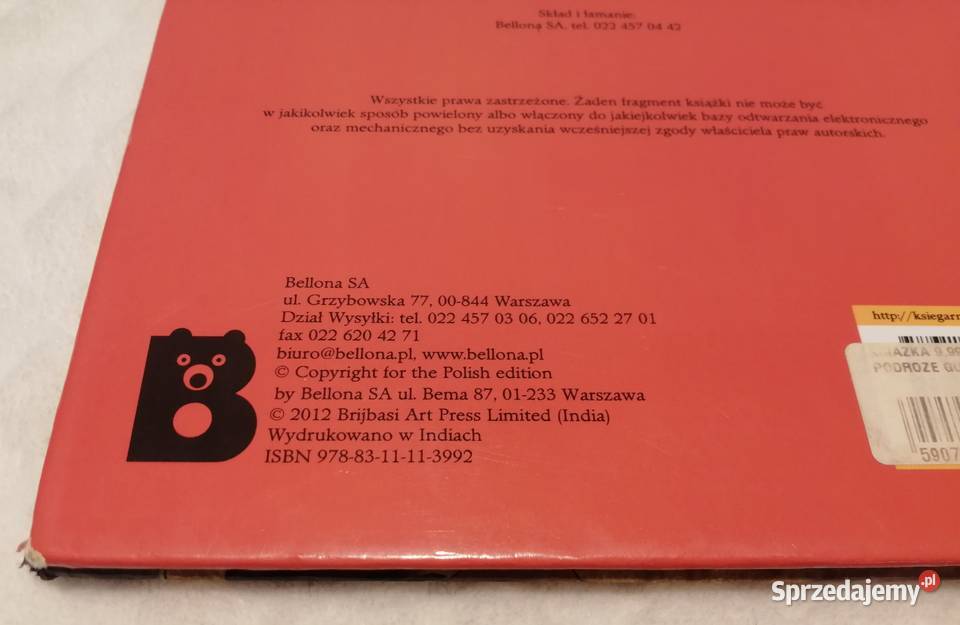 Skład i łamanie:
Bellona SA, tel. 022 457 04 42
Wszystkie prawa zastrzeżone. Żaden fragment książki nie może być
w jakikolwiek sposób powielony albo włączony do jakiejkolwiek bazy odtwarzania elektronicznego
oraz mechanicznego bez uzyskania wcześniejszej zgody właściciela praw autorskich.
Bellona SA
ul. Grzybowska 77, 00-844 Warszawa
Dział Wysyłki: tel. 022 457 03 06, 022 652 27 01
fax 022 620 42 71
biuro@bellona.pl, www.bellona.pl
© Copyright for the Polish edition
by Bellona SA ul. Bema 87, 01-233 Warszawa
© 2012 Brijbasi Art Press Limited (India)
Wydrukowano w Indiach
ISBN 978-83-11-11-3992
B
http://ksiegarr
PODROZE GU
5907
Sprzedajemy.pl